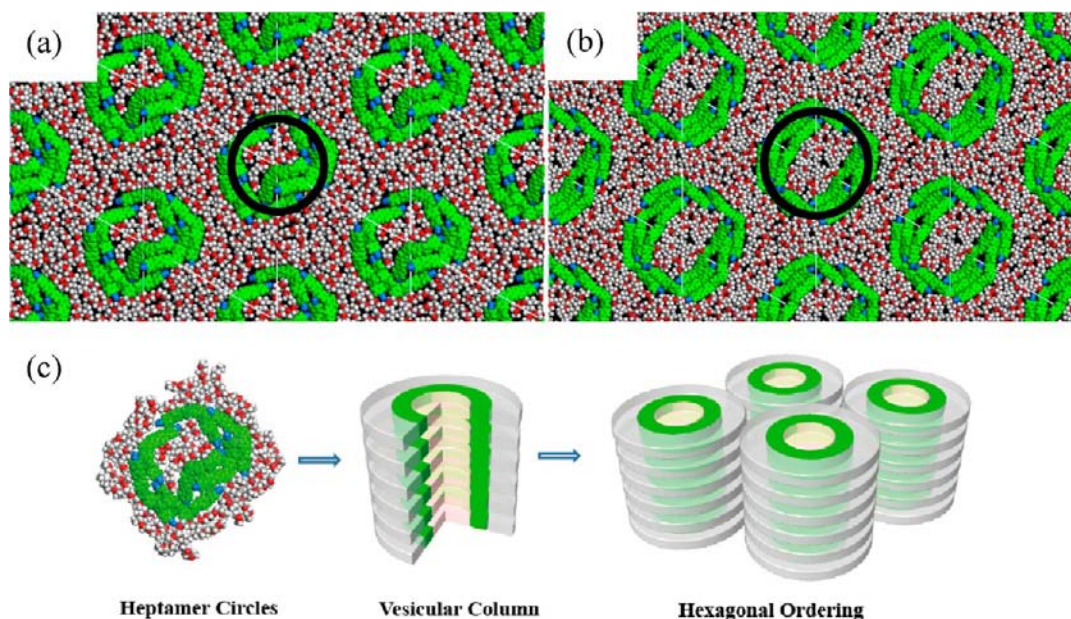 (a)
(b)
(c)
Heptamer Circles
Vesicular Column
Hexagonal Ordering